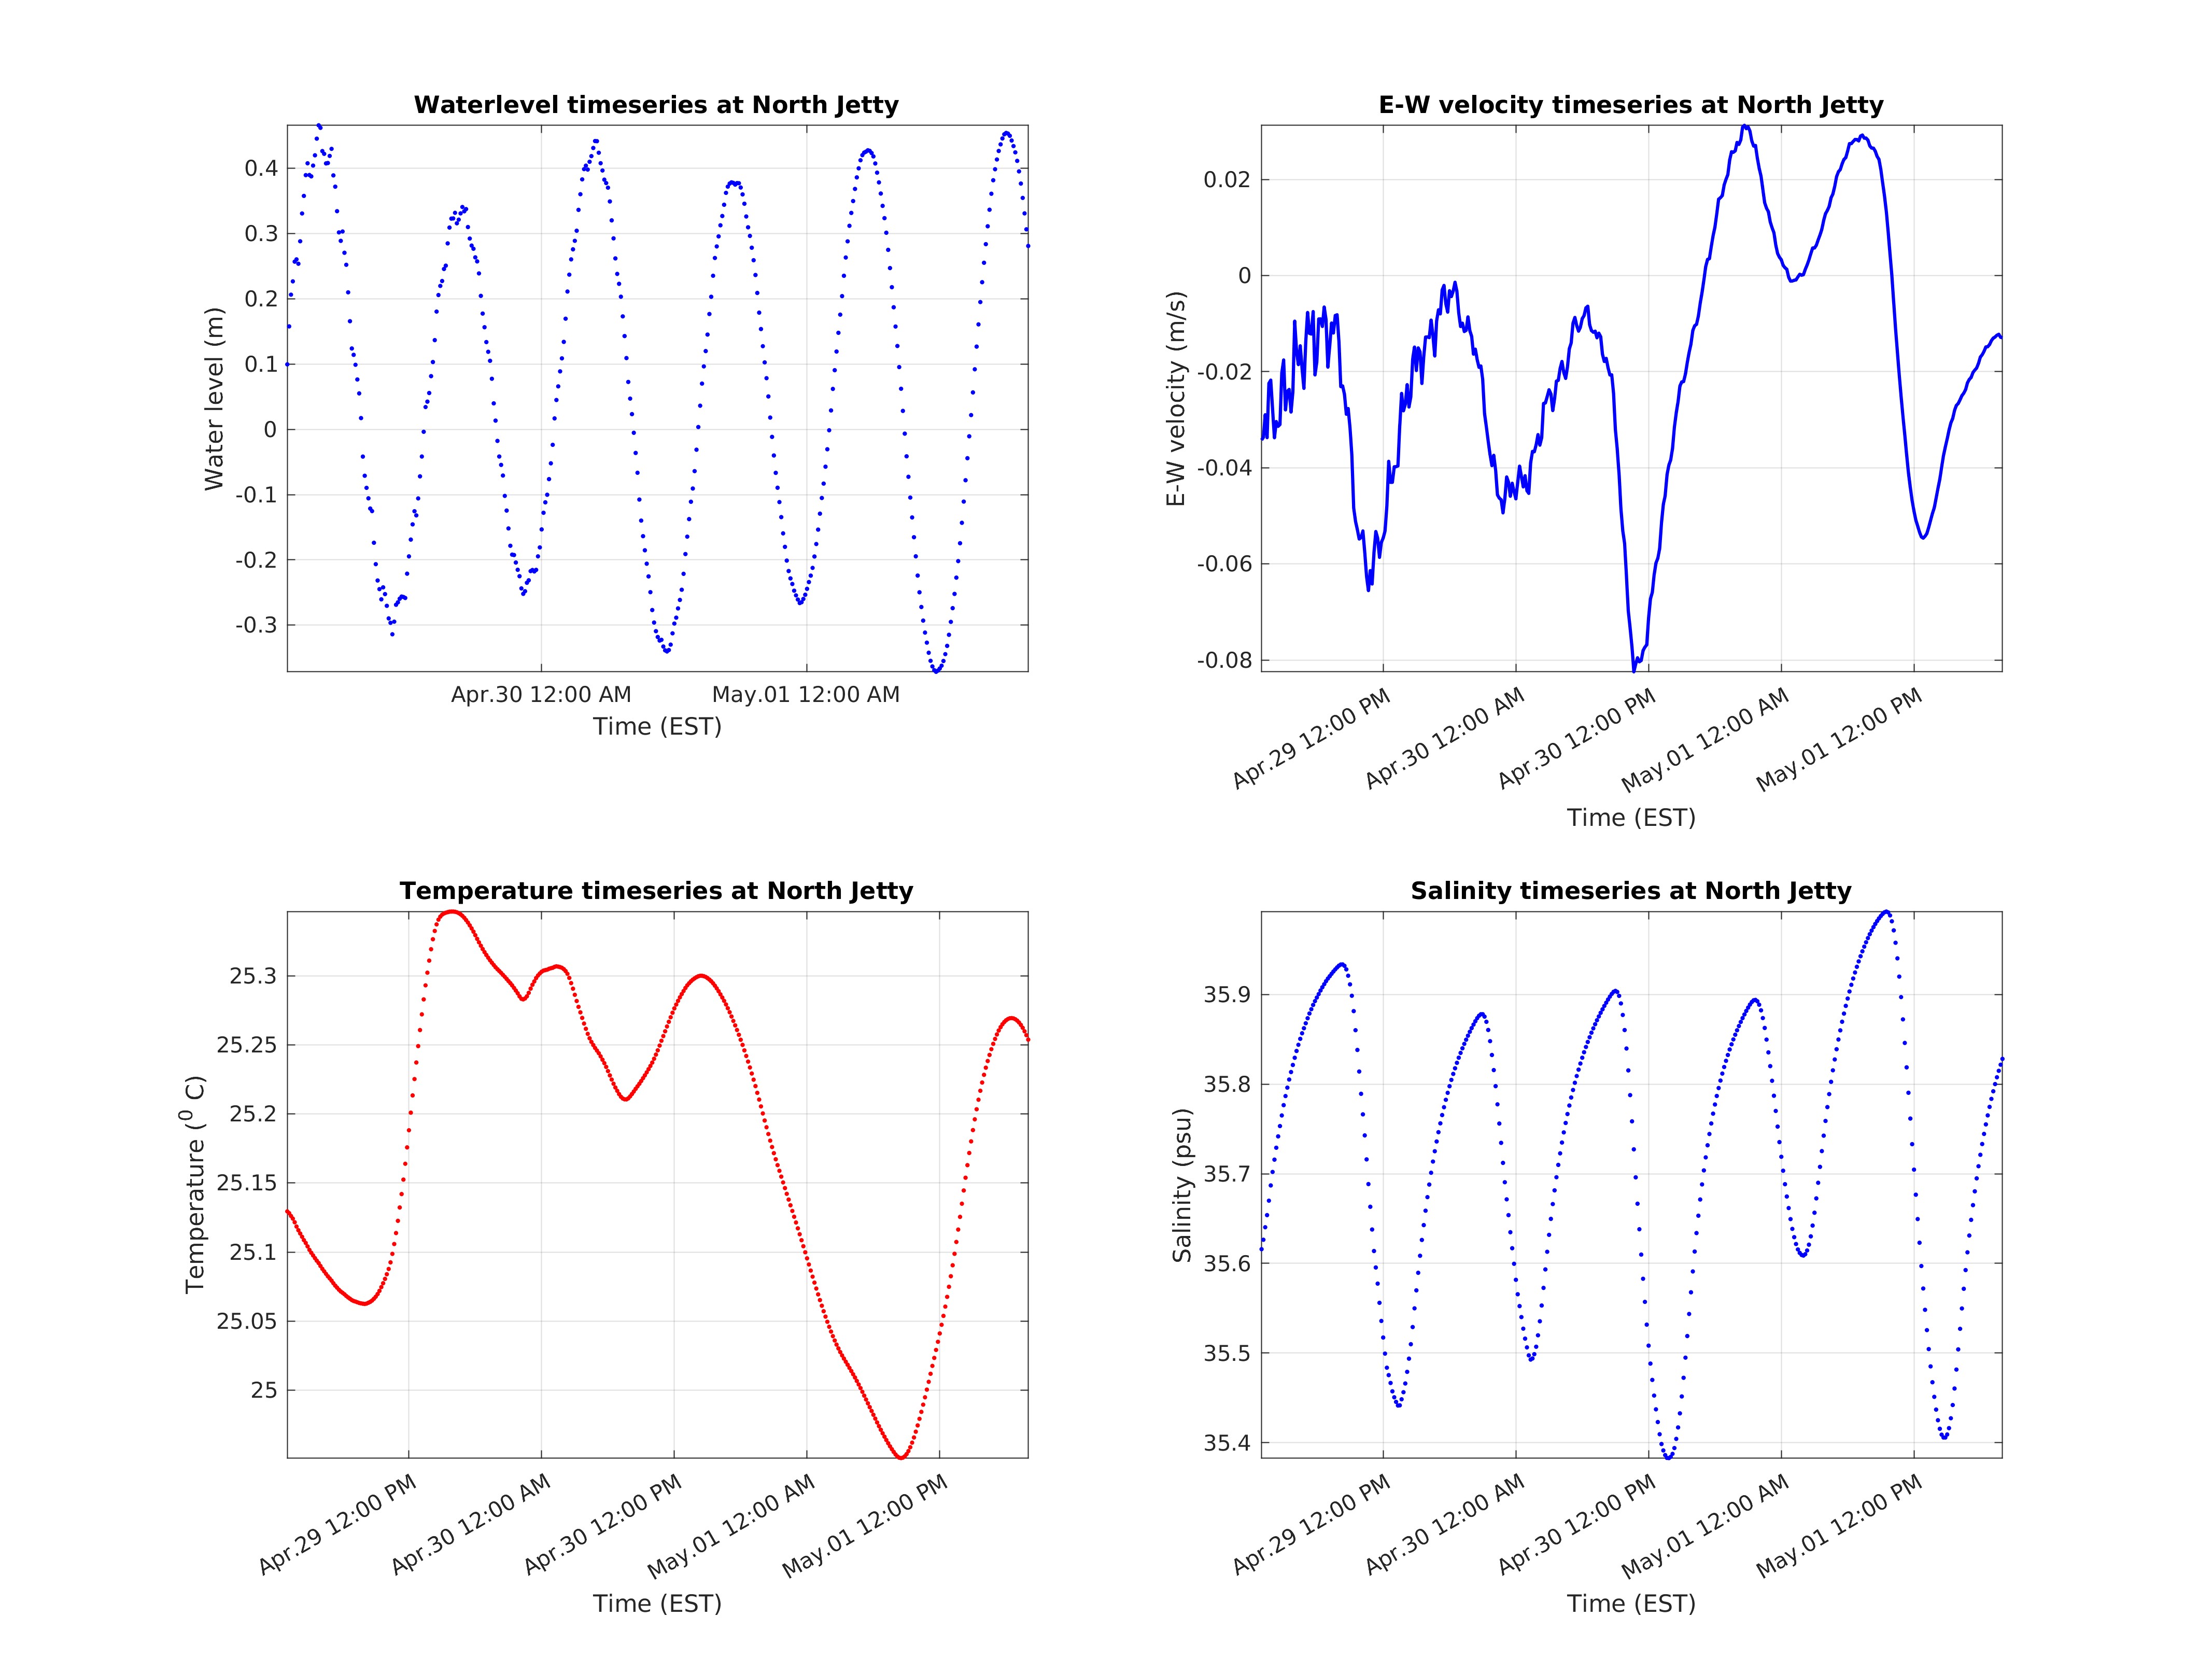 Waterlevel timeseries at North Jetty
0.4
0.3
0.2
0.1
0
-0.1
-0.2
-0.3
Water level (m)
Apr.30 12:00 AM
May.01 12:00 AM
Time (EST)
E-W velocity timeseries at North Jetty
0.02
0
-0.02
-0.04
-0.06
-0.08
E-W velocity (m/s)
Apr.29 12:00 PM
Apr.30 12:00 AM
Apr.30 12:00 PM
May.01 12:00 AM
May.01 12:00 PM
Time (EST)
Temperature timeseries at North Jetty
25.3
25.25
25.2
25.15
25.1
25.05
25
Temperature (⁰ C)
Apr.29 12:00 PM
Apr.30 12:00 AM
Apr.30 12:00 PM
May.01 12:00 AM
May.01 12:00 PM
Time (EST)
Salinity timeseries at North Jetty
35.9
35.8
35.7
35.6
35.5
35.4
Salinity (psu)
Apr.29 12:00 PM
Apr.30 12:00 AM
Apr.30 12:00 PM
May.01 12:00 AM
May.01 12:00 PM
Time (EST)